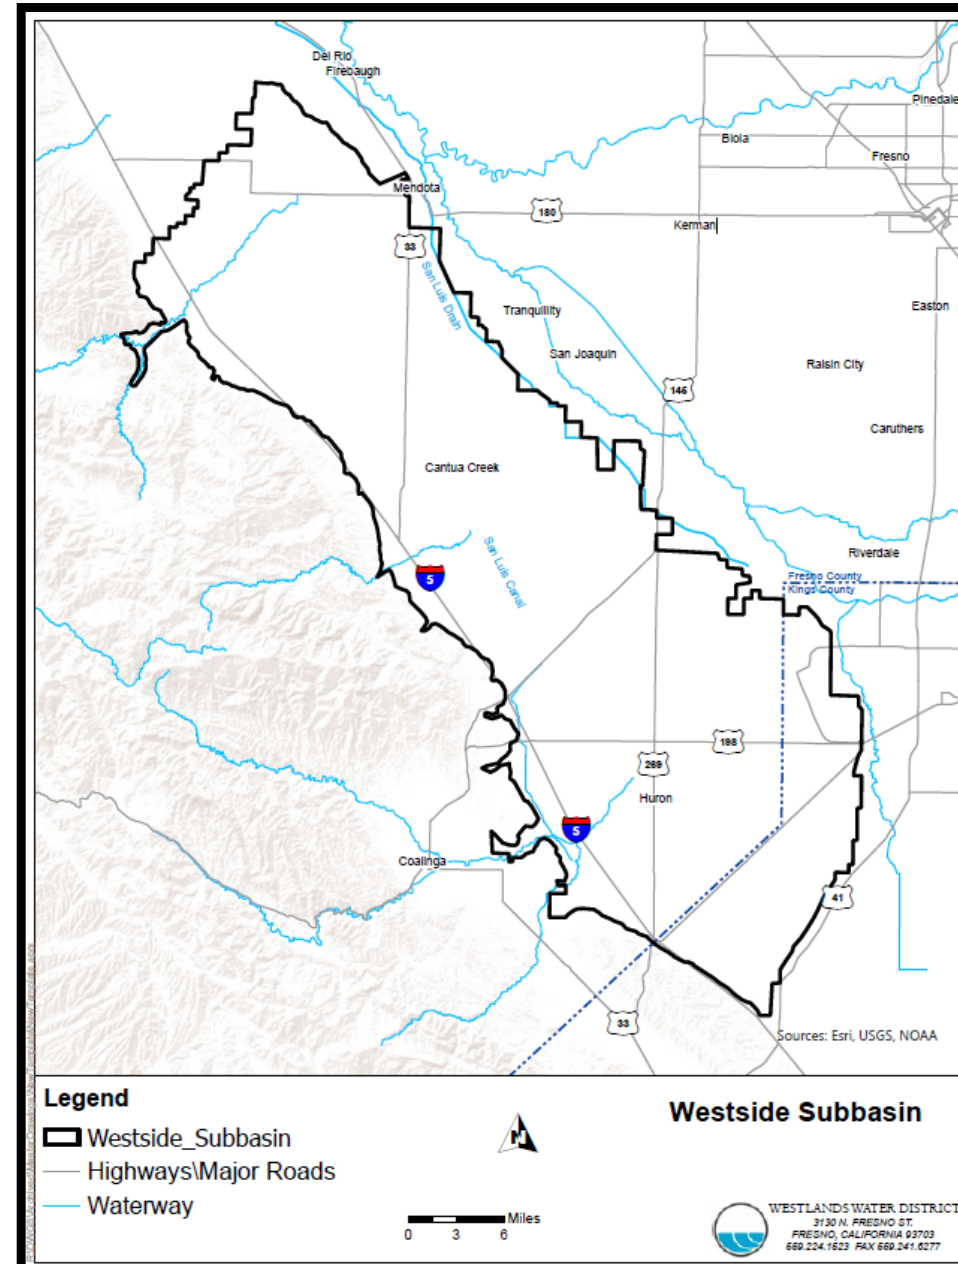 Del Rio
Firebaugh
Pinedale
Biola
Fresno
Mendota
180
Kerman
33
San Luis Drain
Tranquillity
Easton
San Joaquin
Raisin City
145
Caruthers
Cantua Creek
San Luis Canal
Riverdale
5
Fresno County
Kings County
198
269
Huron
5
Coalinga
41
33
Sources: Esri, USGS, NOAA
Legend
Westside_Subbasin
Highways\Major Roads
Waterway
N
Miles
0 3 6
Westside Subbasin
WESTLANDS WATER DISTRICT
3130 N. FRESNO ST.
FRESNO, CALIFORNIA 93703
559.224.1523 FAX 559.241.6277